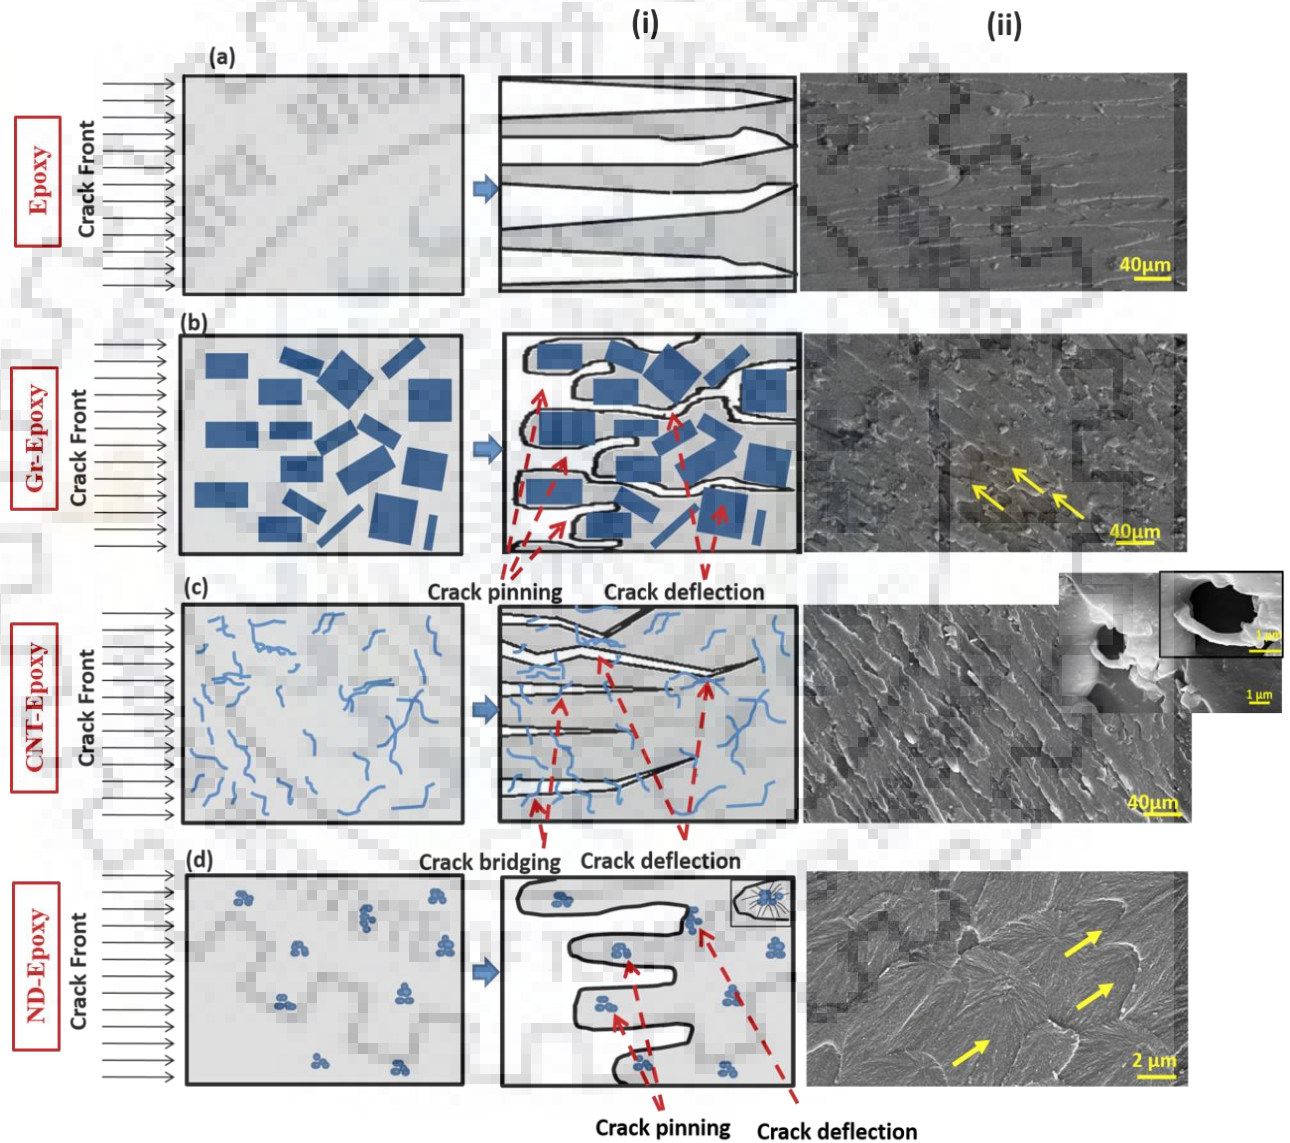 (i)
(ii)
(a)
Epoxy
Crack Front
40µm
(b)
Gr-Epoxy
Crack Front
40µm
Crack pinning
Crack deflection
(c)
CNT-Epoxy
Crack Front
1 µm
1 µm
40µm
Crack bridging
Crack deflection
(d)
ND-Epoxy
Crack Front
2 µm
Crack pinning
Crack deflection